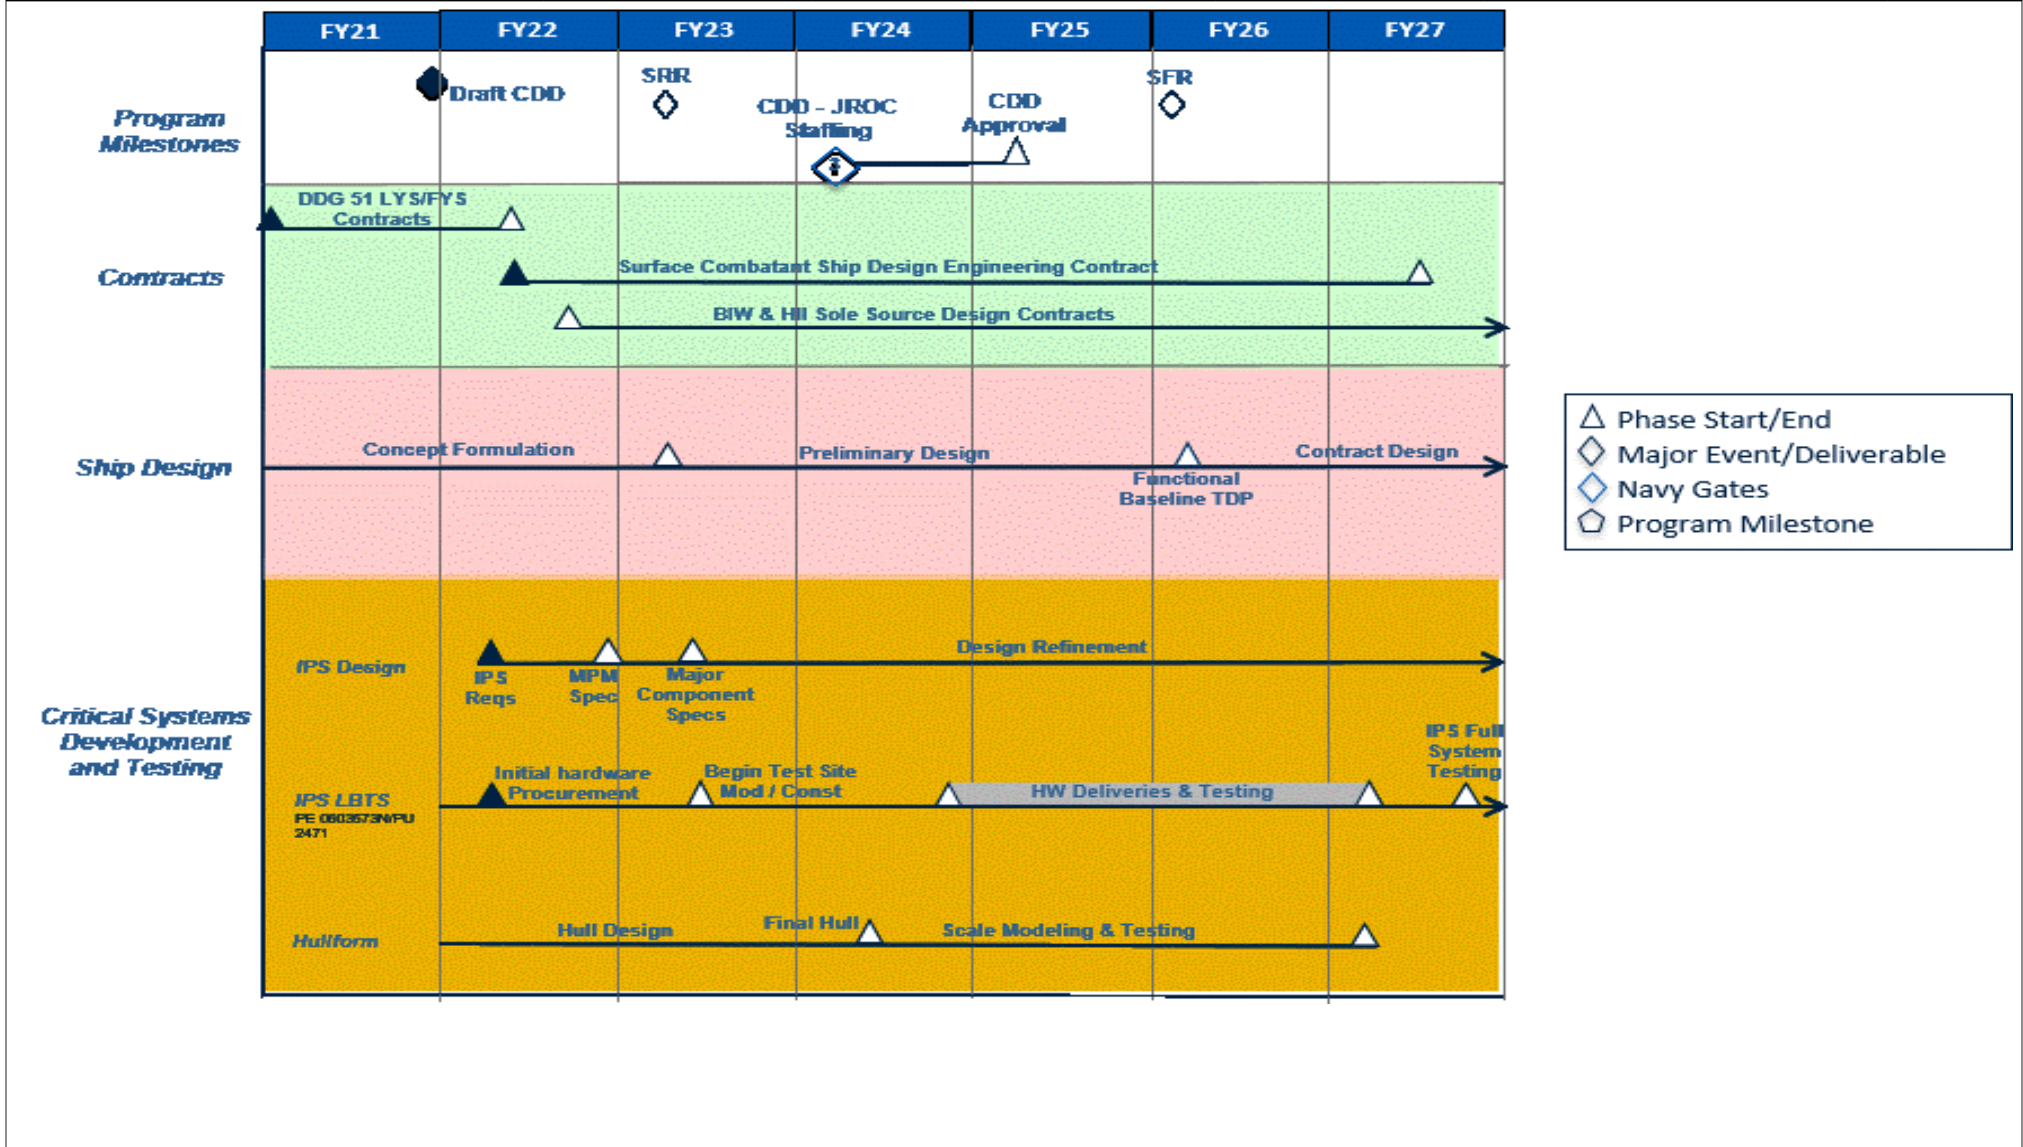 FY21 FY22 FY23 FY24 FY25 FY26 FY27
Program
Milestones
Draft CDD
SRR
CDD - JROC
Staffing
CDD
Approval
SFR
Contracts
DDG 51 LYS/FYS
Contracts
Surface Combatant Ship Design Engineering Contract
BIW & HII Sole Source Design Contracts
Ship Design
Concept Formulation
Preliminary Design
Contract Design
Functional
Baseline TDP
Phase Start/End
Major Event/Deliverable
Navy Gates
Program Milestone
Critical Systems
Development
and Testing
IPS Design
IPS
Reqs
MPM
Spec
Major
Component
Specs
Design Refinement
IPS LBTS
PE 0603573N/PU
2471
Initial hardware
Procurement
Begin Test Site
Mod / Const
HW Deliveries & Testing
IPS Full
System
Testing
Hullform
Hull Design
Final Hull
Scale Modeling & Testing